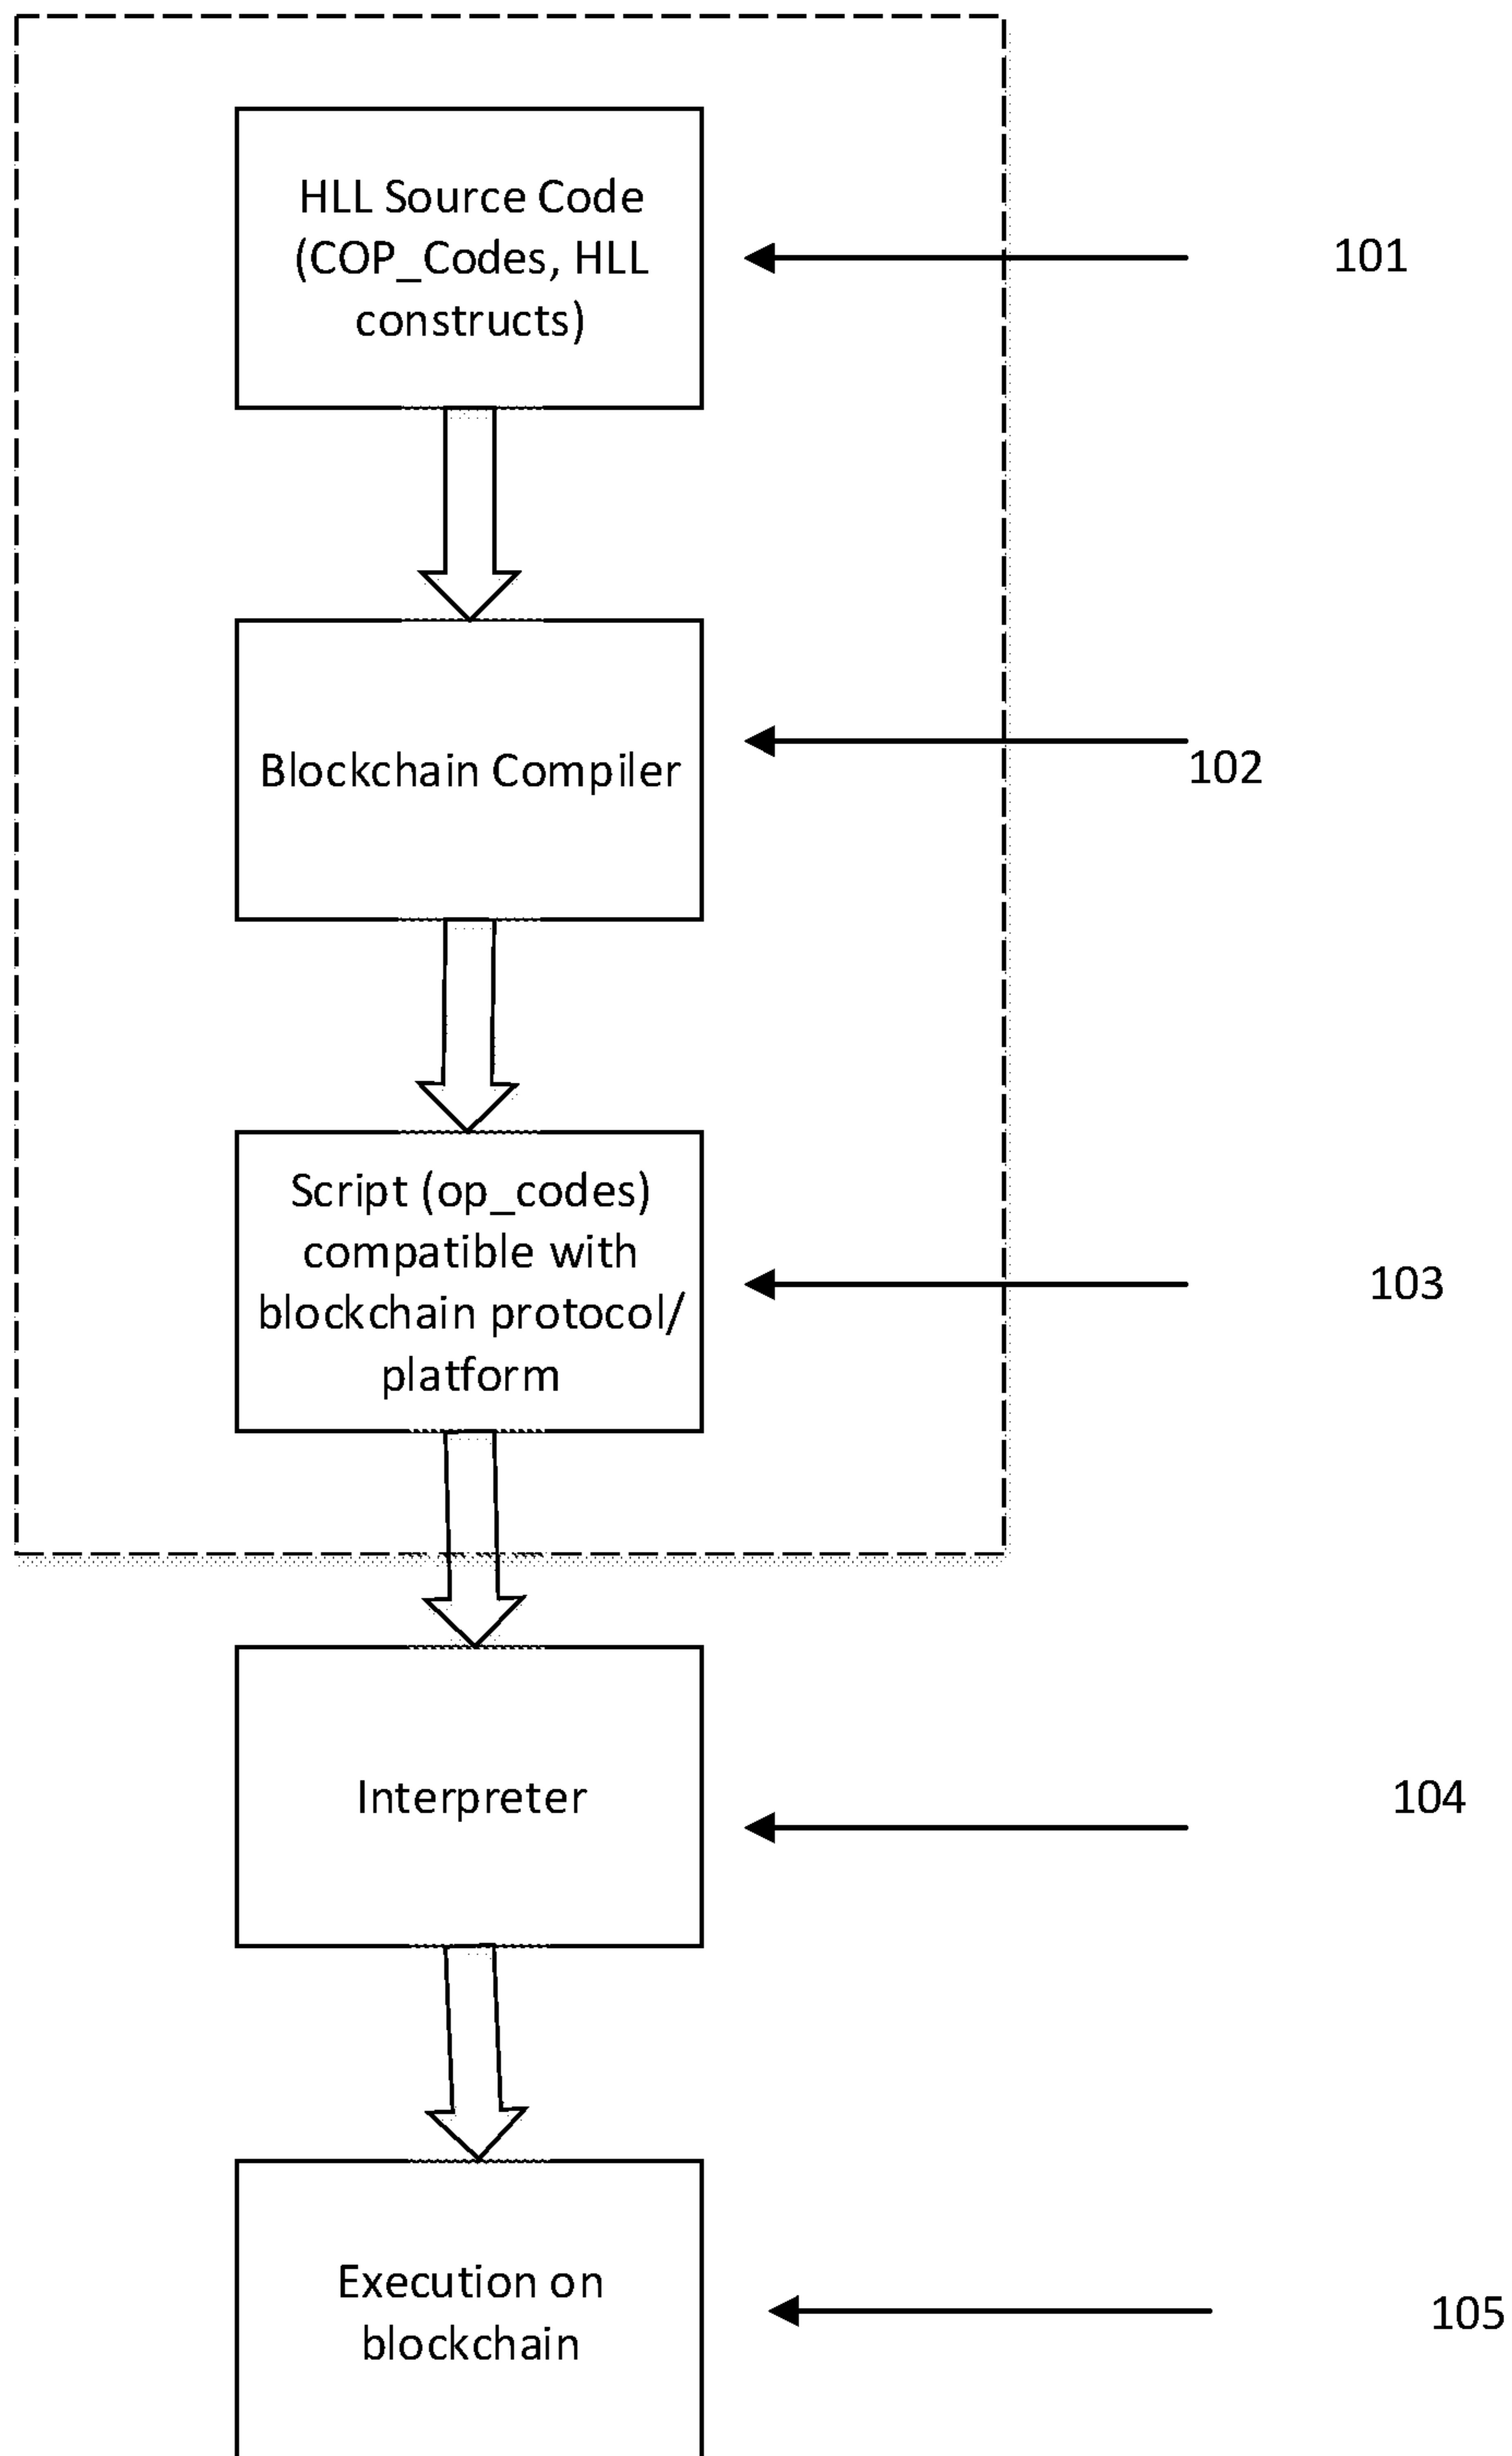 HLL Source Code
(COP_Codes, HLL
constructs)
101
Blockchain Compiler
102
Script (op_codes)
compatible with
blockchain protocol/
platform
103
Interpreter
104
Execution on
blockchain
105